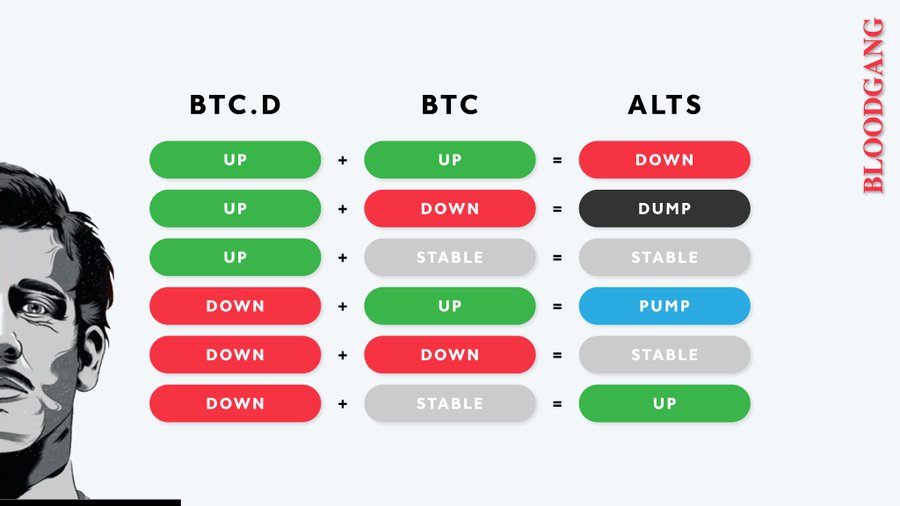 BTC.D BTC ALTS
UP + UP = DOWN
UP + DOWN = DUMP
UP + STABLE = STABLE
DOWN + UP = PUMP
DOWN + DOWN = STABLE
DOWN + STABLE = UP
BLOODGANG